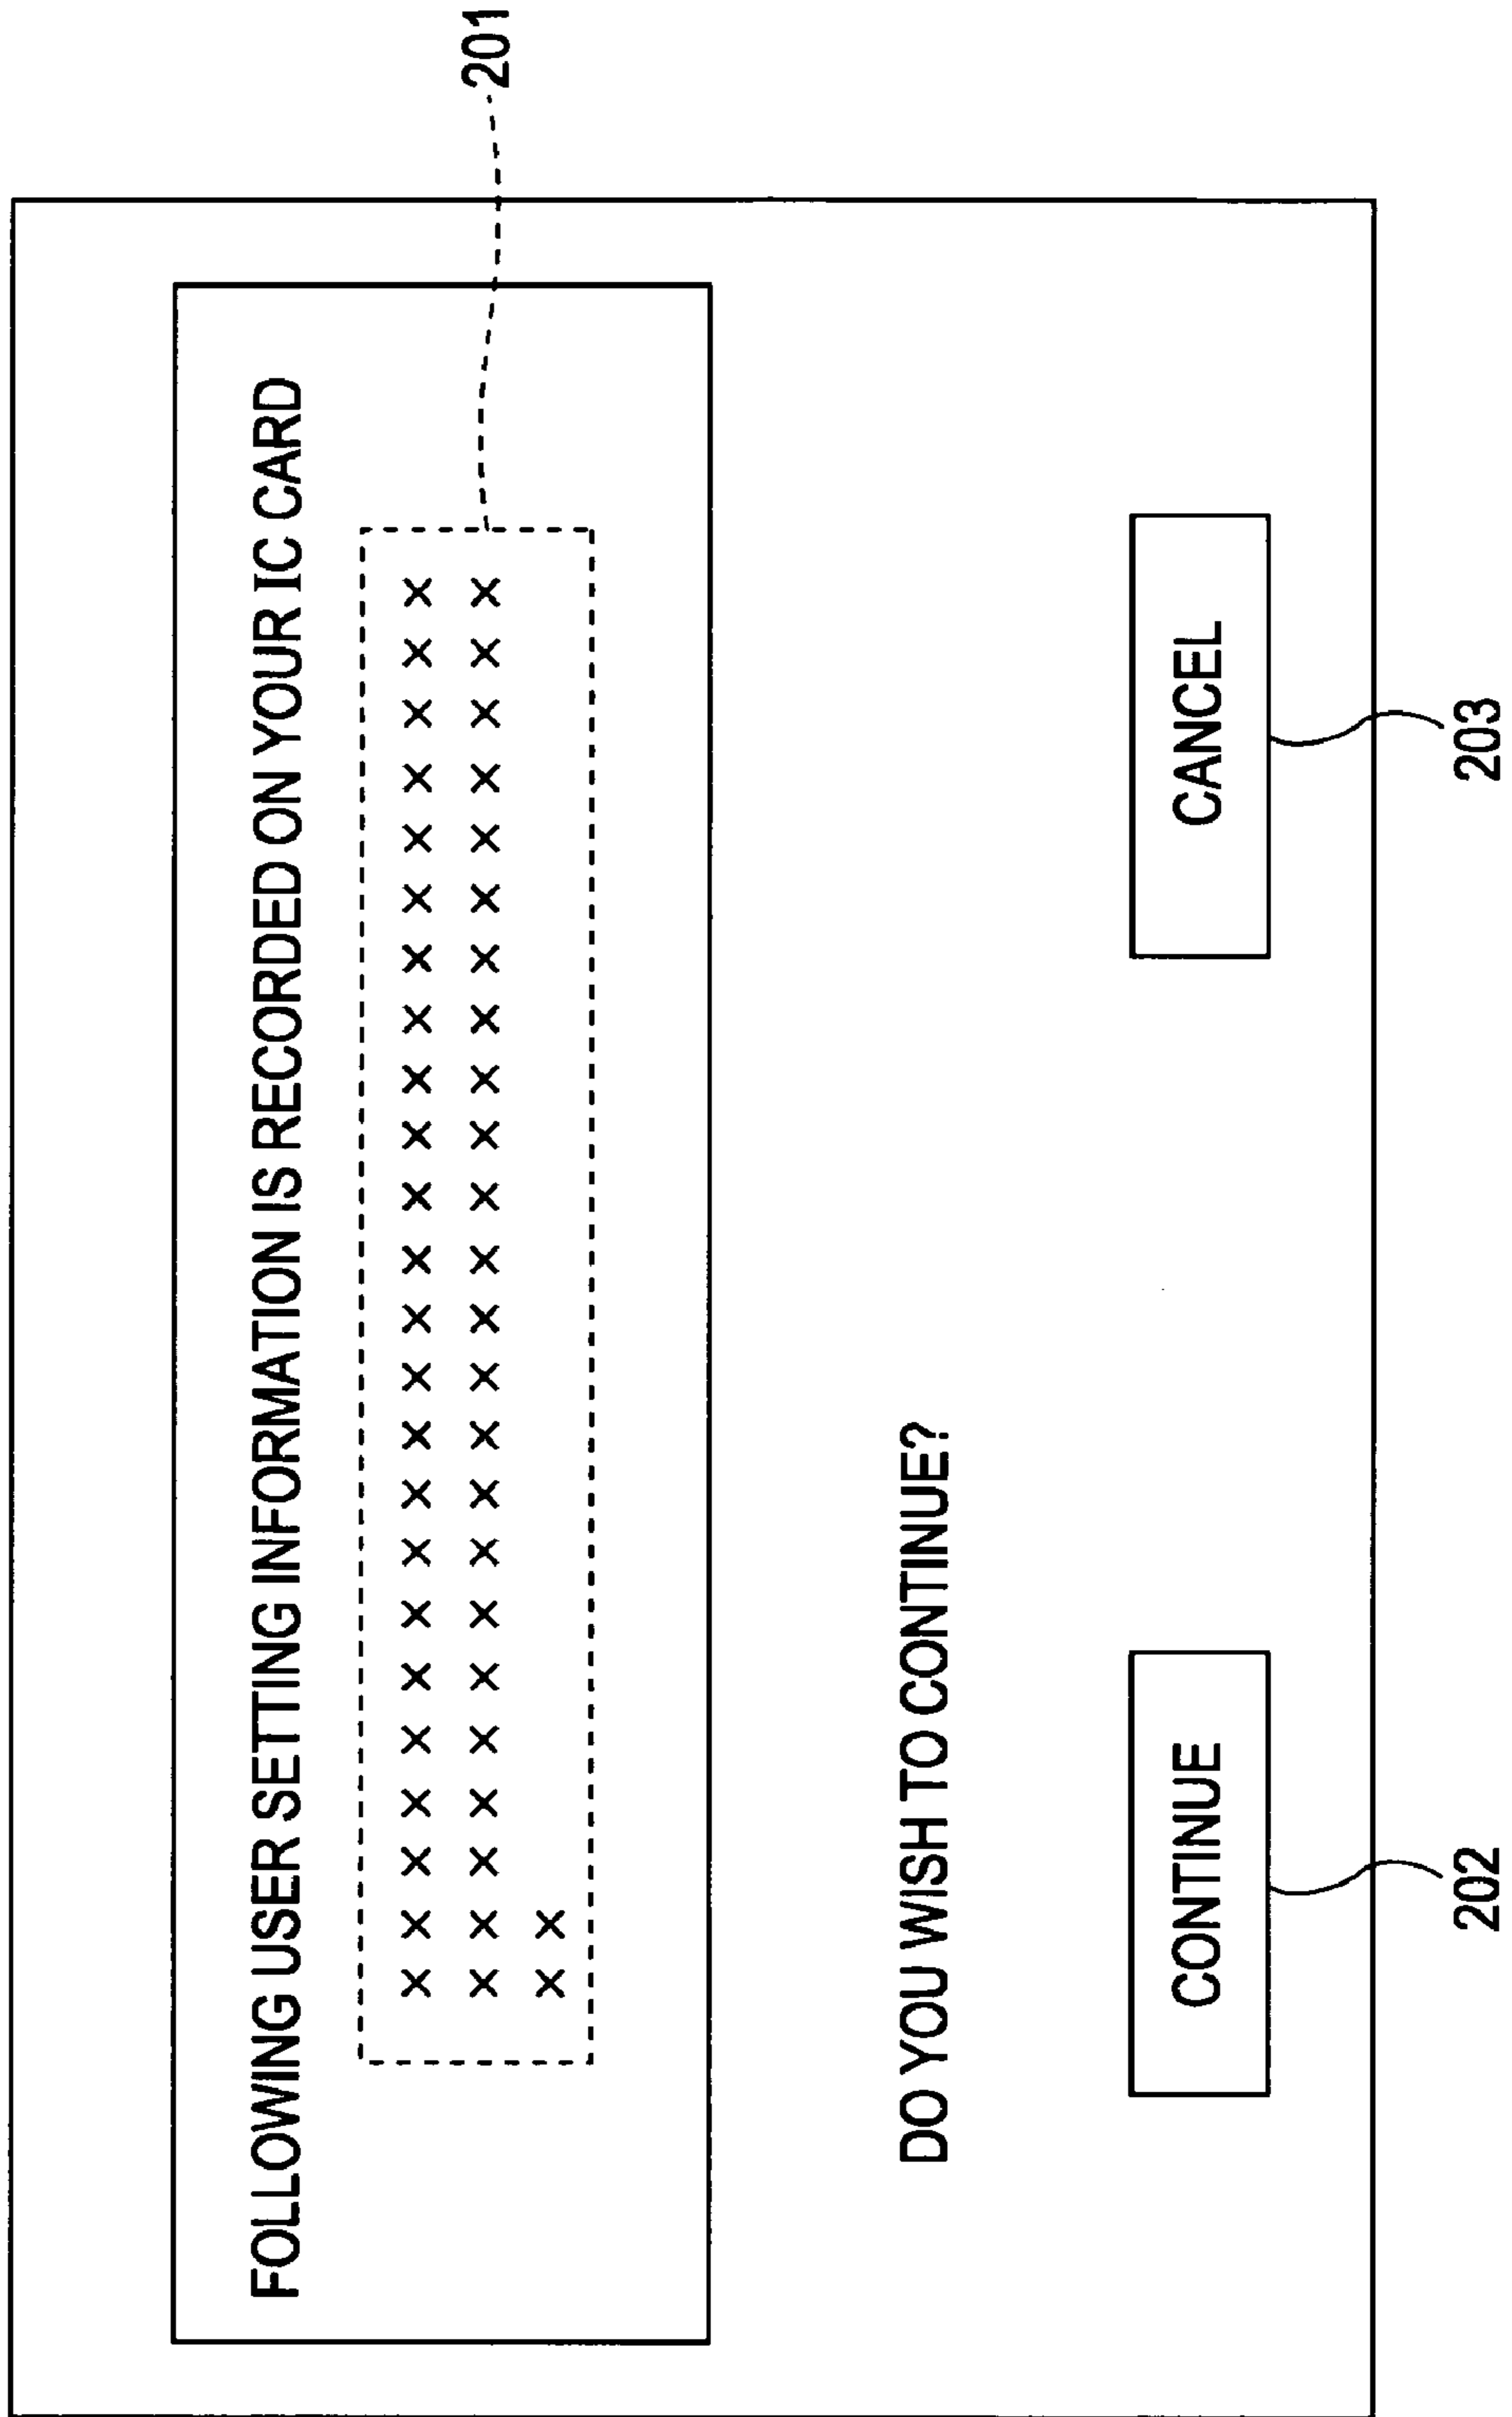 FOLLOWING USER SETTING INFORMATION IS RECORDED ON YOUR IC CARD
× × × × × × × × × × × × × × × × × × × × × × × ×
× × × × × × × × × × × × × × × × × × × × × × × ×
× ×
201
DO YOU WISH TO CONTINUE?
CONTINUE
CANCEL
202
203